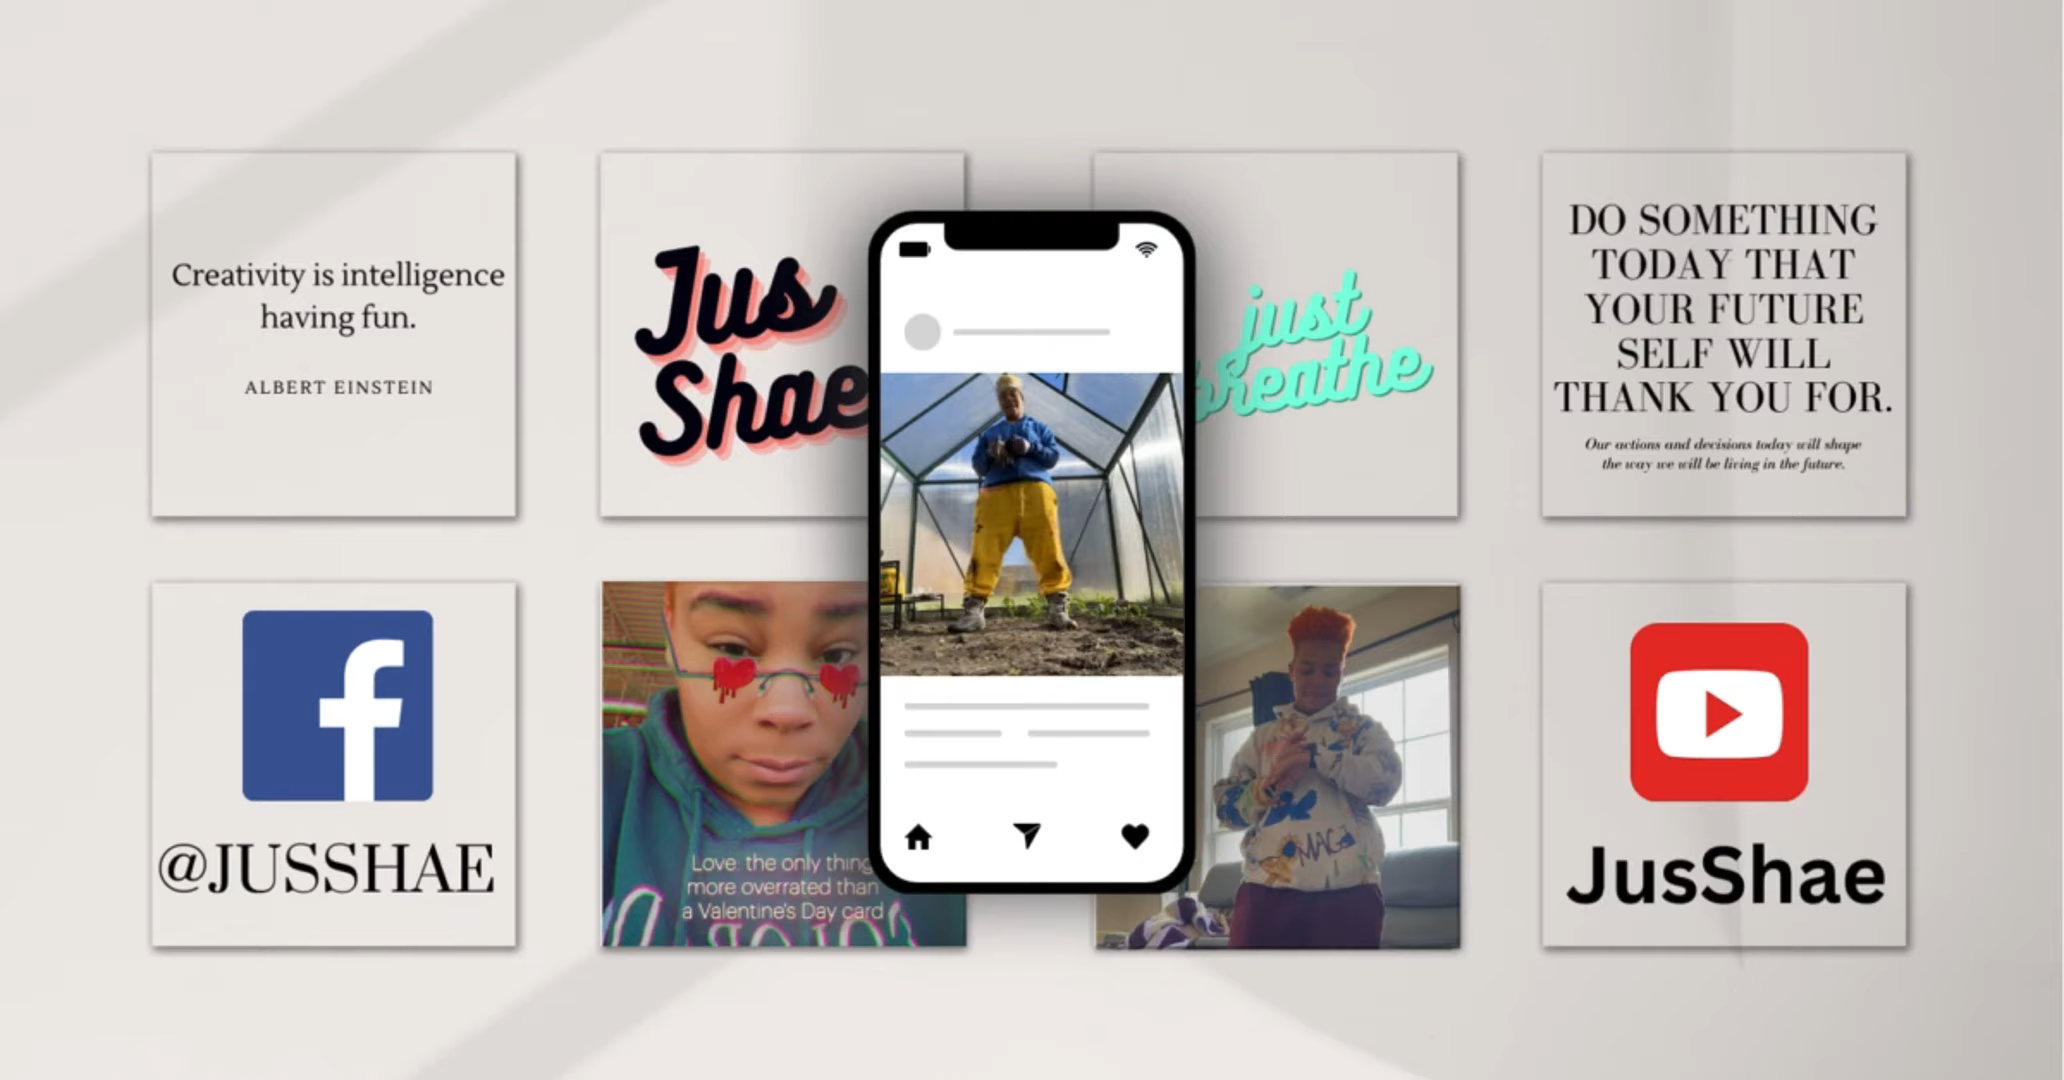 Creativity is intelligence
having fun.
ALBERT EINSTEIN
Jus
Shae
just
breathe
DO SOMETHING
TODAY THAT
YOUR FUTURE
SELF WILL
THANK YOU FOR.
Our actions and decisions today will shape
the way we will be living in the future.
f
@JUSSHAE
Love: the only thing
more overrated than
a Valentine's Day card
MAGI
JusShae